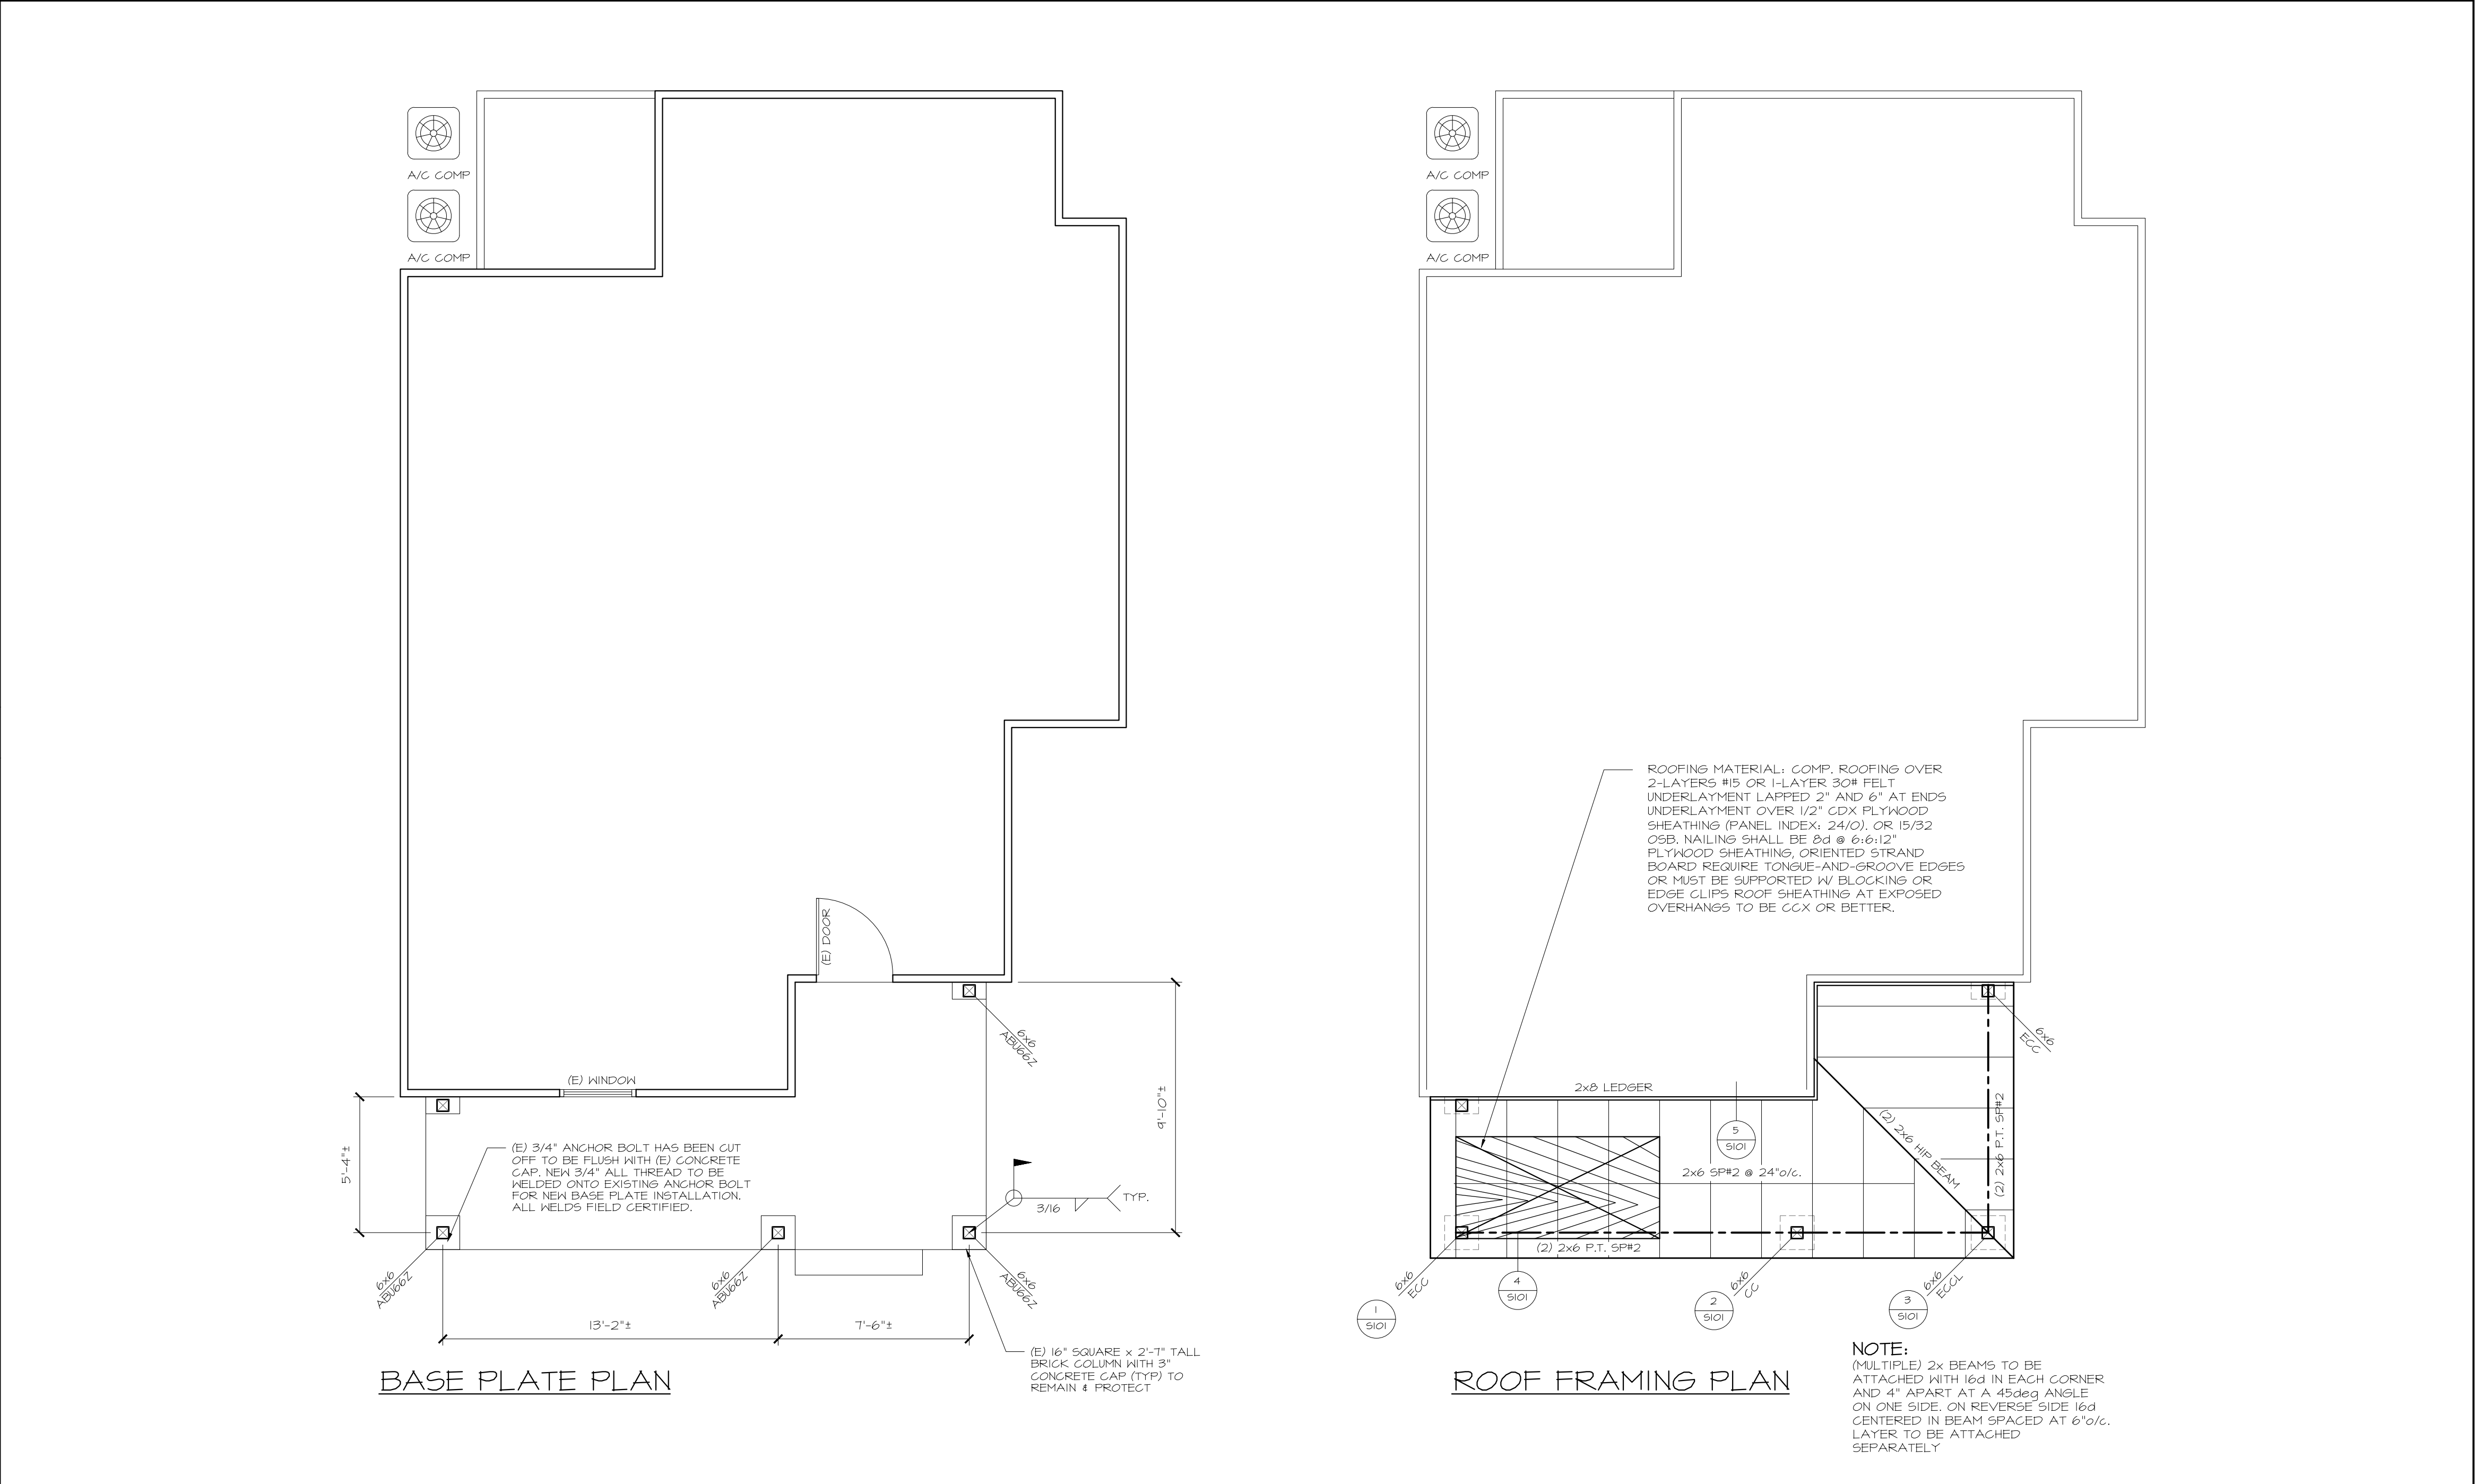 A/C COMP
A/C COMP
(E) DOOR
(E) WINDOW
6x6
ABU66Z
5'-4"±
9'-10"±
(E) 3/4" ANCHOR BOLT HAS BEEN CUT
OFF TO BE FLUSH WITH (E) CONCRETE
CAP. NEW 3/4" ALL THREAD TO BE
WELDED ONTO EXISTING ANCHOR BOLT
FOR NEW BASE PLATE INSTALLATION.
ALL WELDS FIELD CERTIFIED.
3/16
TYP.
6x6
ABU66Z
6x6
ABU66Z
6x6
ABU66Z
13'-2"±
7'-6"±
(E) 16" SQUARE x 2'-7" TALL
BRICK COLUMN WITH 3"
CONCRETE CAP (TYP) TO
REMAIN & PROTECT
BASE PLATE PLAN
A/C COMP
A/C COMP
ROOFING MATERIAL: COMP. ROOFING OVER
2-LAYERS #15 OR 1-LAYER 30# FELT
UNDERLAYMENT LAPPED 2" AND 6" AT ENDS
UNDERLAYMENT OVER 1/2" CDX PLYWOOD
SHEATHING (PANEL INDEX: 24/0). OR 15/32
OSB. NAILING SHALL BE 8d @ 6:6:12"
PLYWOOD SHEATHING, ORIENTED STRAND
BOARD REQUIRE TONGUE-AND-GROOVE EDGES
OR MUST BE SUPPORTED W/ BLOCKING OR
EDGE CLIPS ROOF SHEATHING AT EXPOSED
OVERHANGS TO BE CCX OR BETTER.
6x6
ECC
2x8 LEDGER
5
S101
2x6 SP#2 @ 24"o/c.
(2) 2x6 HIP BEAM
(2) 2x6 P.T. SP#2
(2) 2x6 P.T. SP#2
6x6
ECC
1
S101
4
S101
6x6
CC
2
S101
6x6
ECCL
3
S101
NOTE:
(MULTIPLE) 2x BEAMS TO BE
ATTACHED WITH 16d IN EACH CORNER
AND 4" APART AT A 45deg ANGLE
ON ONE SIDE. ON REVERSE SIDE 16d
CENTERED IN BEAM SPACED AT 6"o/c.
LAYER TO BE ATTACHED
SEPARATELY
ROOF FRAMING PLAN